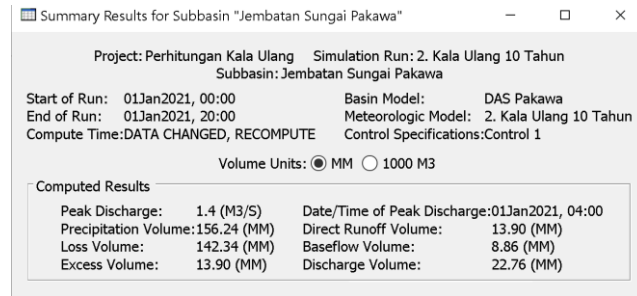 Summary Results for Subbasin "Jembatan Sungai Pakawa"
Project: Perhitungan Kala Ulang Simulation Run: 2. Kala Ulang 10 Tahun
Subbasin: Jembatan Sungai Pakawa
Start of Run: 01Jan2021, 00:00 Basin Model: DAS Pakawa
End of Run: 01Jan2021, 20:00 Meteorologic Model: 2. Kala Ulang 10 Tahun
Compute Time:DATA CHANGED, RECOMPUTE Control Specifications:Control 1
Volume Units: MM 1000 M3
Computed Results
Peak Discharge: 1.4 (M3/S) Date/Time of Peak Discharge:01Jan2021, 04:00
Precipitation Volume:156.24 (MM) Direct Runoff Volume: 13.90 (MM)
Loss Volume: 142.34 (MM) Baseflow Volume: 8.86 (MM)
Excess Volume: 13.90 (MM) Discharge Volume: 22.76 (MM)